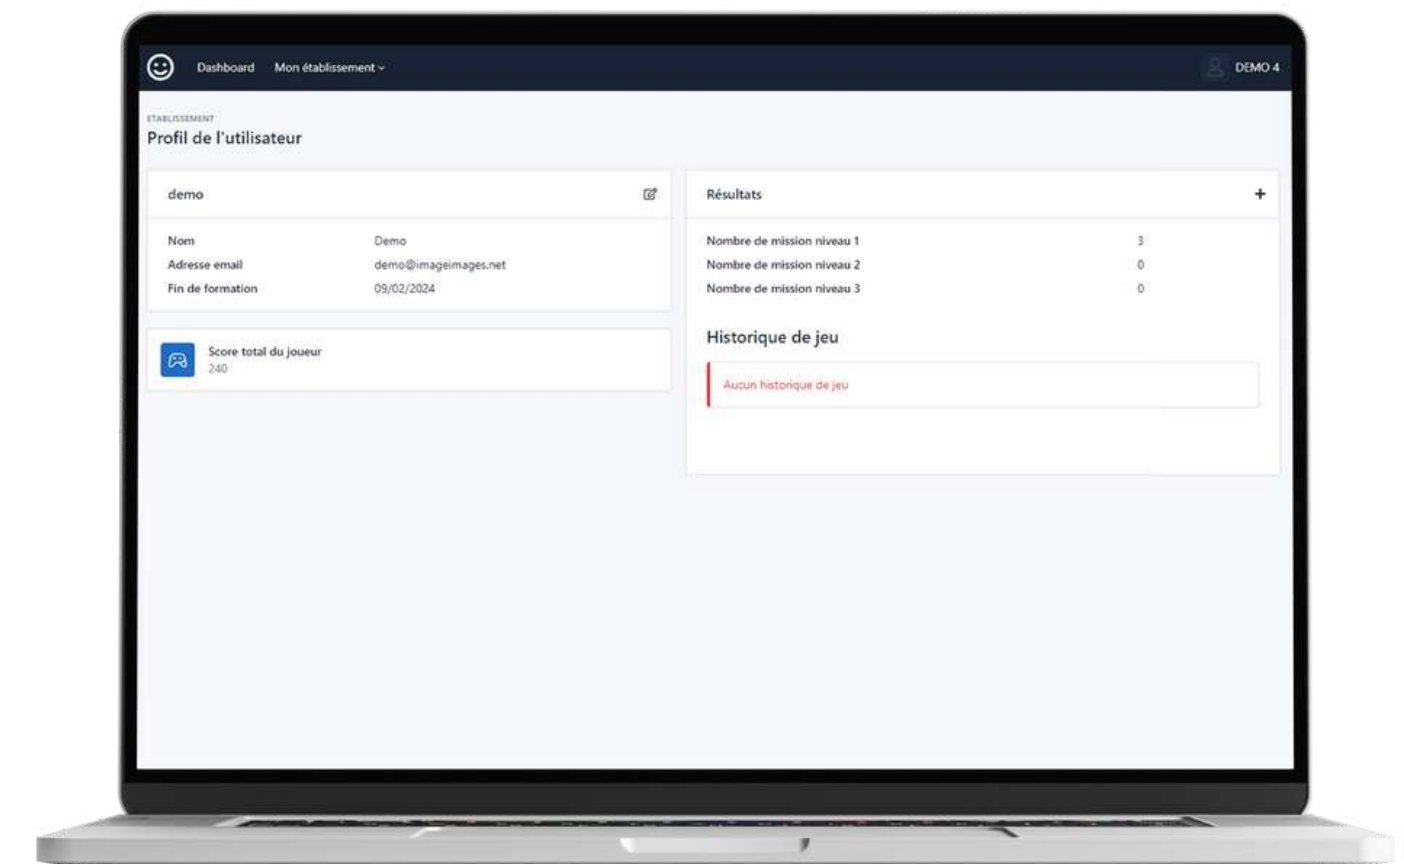 Dashboard Mon établissement
DEMO 4
ETABLISSEMENT
Profil de l'utilisateur
demo
Nom Demo
Adresse email demo@imageimages.net
Fin de formation 09/02/2024
Score total du joueur
240
Résultats
Nombre de mission niveau 1 3
Nombre de mission niveau 2 0
Nombre de mission niveau 3 0
Historique de jeu
Aucun historique de jeu